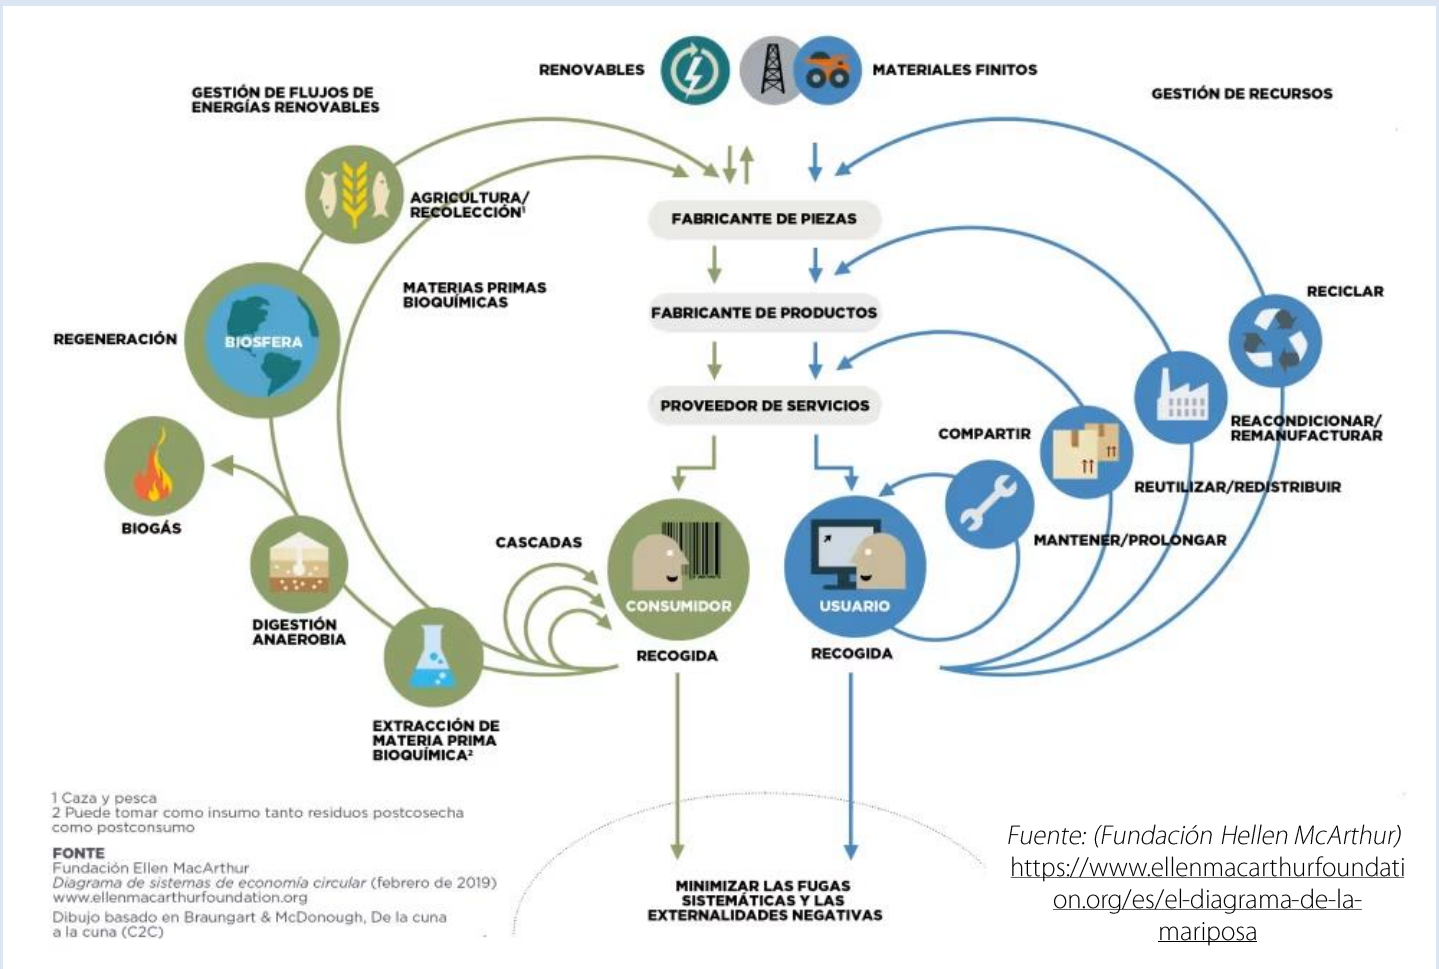 RENOVABLES
MATERIALES FINITOS
GESTIÓN DE FLUJOS DE
ENERGÍAS RENOVABLES
GESTIÓN DE RECURSOS
AGRICULTURA/
RECOLECCIÓN¹
FABRICANTE DE PIEZAS
MATERIAS PRIMAS
BIOQUÍMICAS
RECICLAR
FABRICANTE DE PRODUCTOS
REGENERACIÓN
BIOSFERA
PROVEEDOR DE SERVICIOS
REACONDICIONAR/
REMANUFACTURAR
COMPARTIR
REUTILIZAR/REDISTRIBUIR
BIOGÁS
CASCADAS
MANTENER/PROLONGAR
CONSUMIDOR
USUARIO
DIGESTIÓN
ANAEROBIA
RECOGIDA
RECOGIDA
EXTRACCIÓN DE
MATERIA PRIMA
BIOQUÍMICA²
1 Caza y pesca
2 Puede tomar como insumo tanto residuos postcosecha
como postconsumo
FONTE
Fundación Ellen MacArthur
Diagrama de sistemas de economía circular (febrero de 2019)
www.ellenmacarthurfoundation.org
Dibujo basado en Braungart & McDonough, De la cuna
a la cuna (C2C)
MINIMIZAR LAS FUGAS
SISTEMÁTICAS Y LAS
EXTERNALIDADES NEGATIVAS
Fuente: (Fundación Hellen McArthur)
https://www.ellenmacarthurfoundati
on.org/es/el-diagrama-de-la-
mariposa